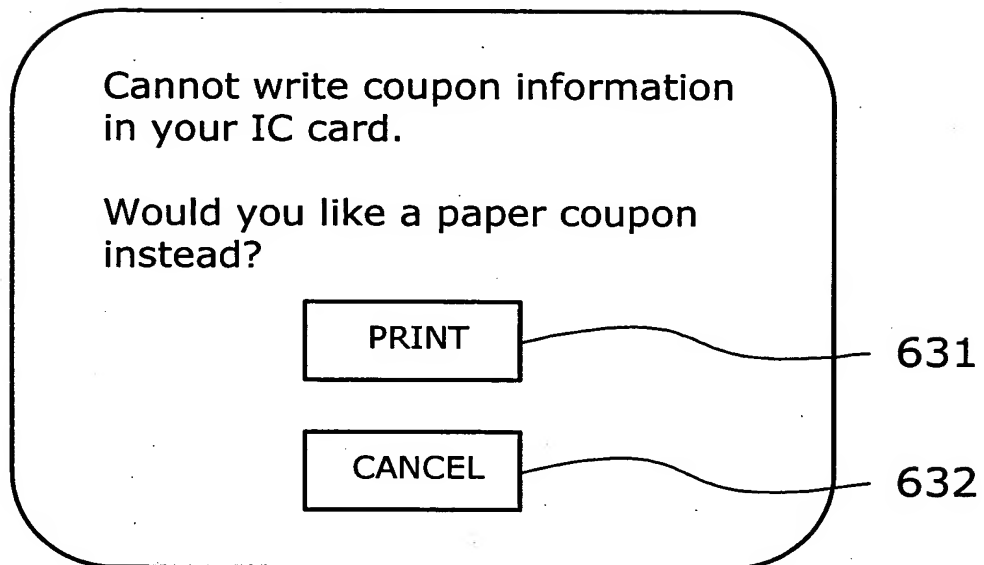 Cannot write coupon information
in your IC card.
Would you like a paper coupon
instead?
PRINT
631
CANCEL
632